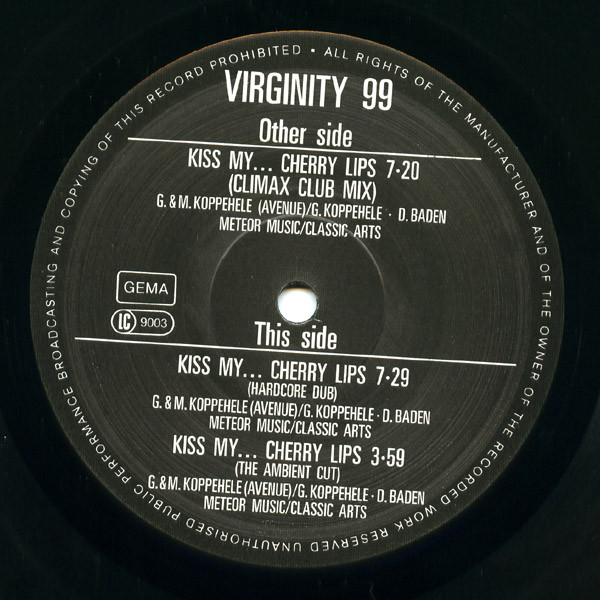 ALL RIGHTS OF THE MANUFACTURER AND OF THE OWNER OF THE RECORDED WORK RESERVED UNAUTHORISED PUBLIC PERFORMANCE BROADCASTING AND COPYING OF THIS RECORD PROHIBITED •
VIRGINITY 99
Other side
KISS MY... CHERRY LIPS 7·20
(CLIMAX CLUB MIX)
G. & M. KOPPEHELE (AVENUE)/G. KOPPEHELE · D. BADEN
METEOR MUSIC/CLASSIC ARTS
GEMA
LC 9003
This side
KISS MY... CHERRY LIPS 7·29
(HARDCORE DUB)
G. & M. KOPPEHELE (AVENUE)/G. KOPPEHELE · D. BADEN
METEOR MUSIC/CLASSIC ARTS
KISS MY... CHERRY LIPS 3·59
(THE AMBIENT CUT)
G. & M. KOPPEHELE (AVENUE)/G. KOPPEHELE · D. BADEN
METEOR MUSIC/CLASSIC ARTS